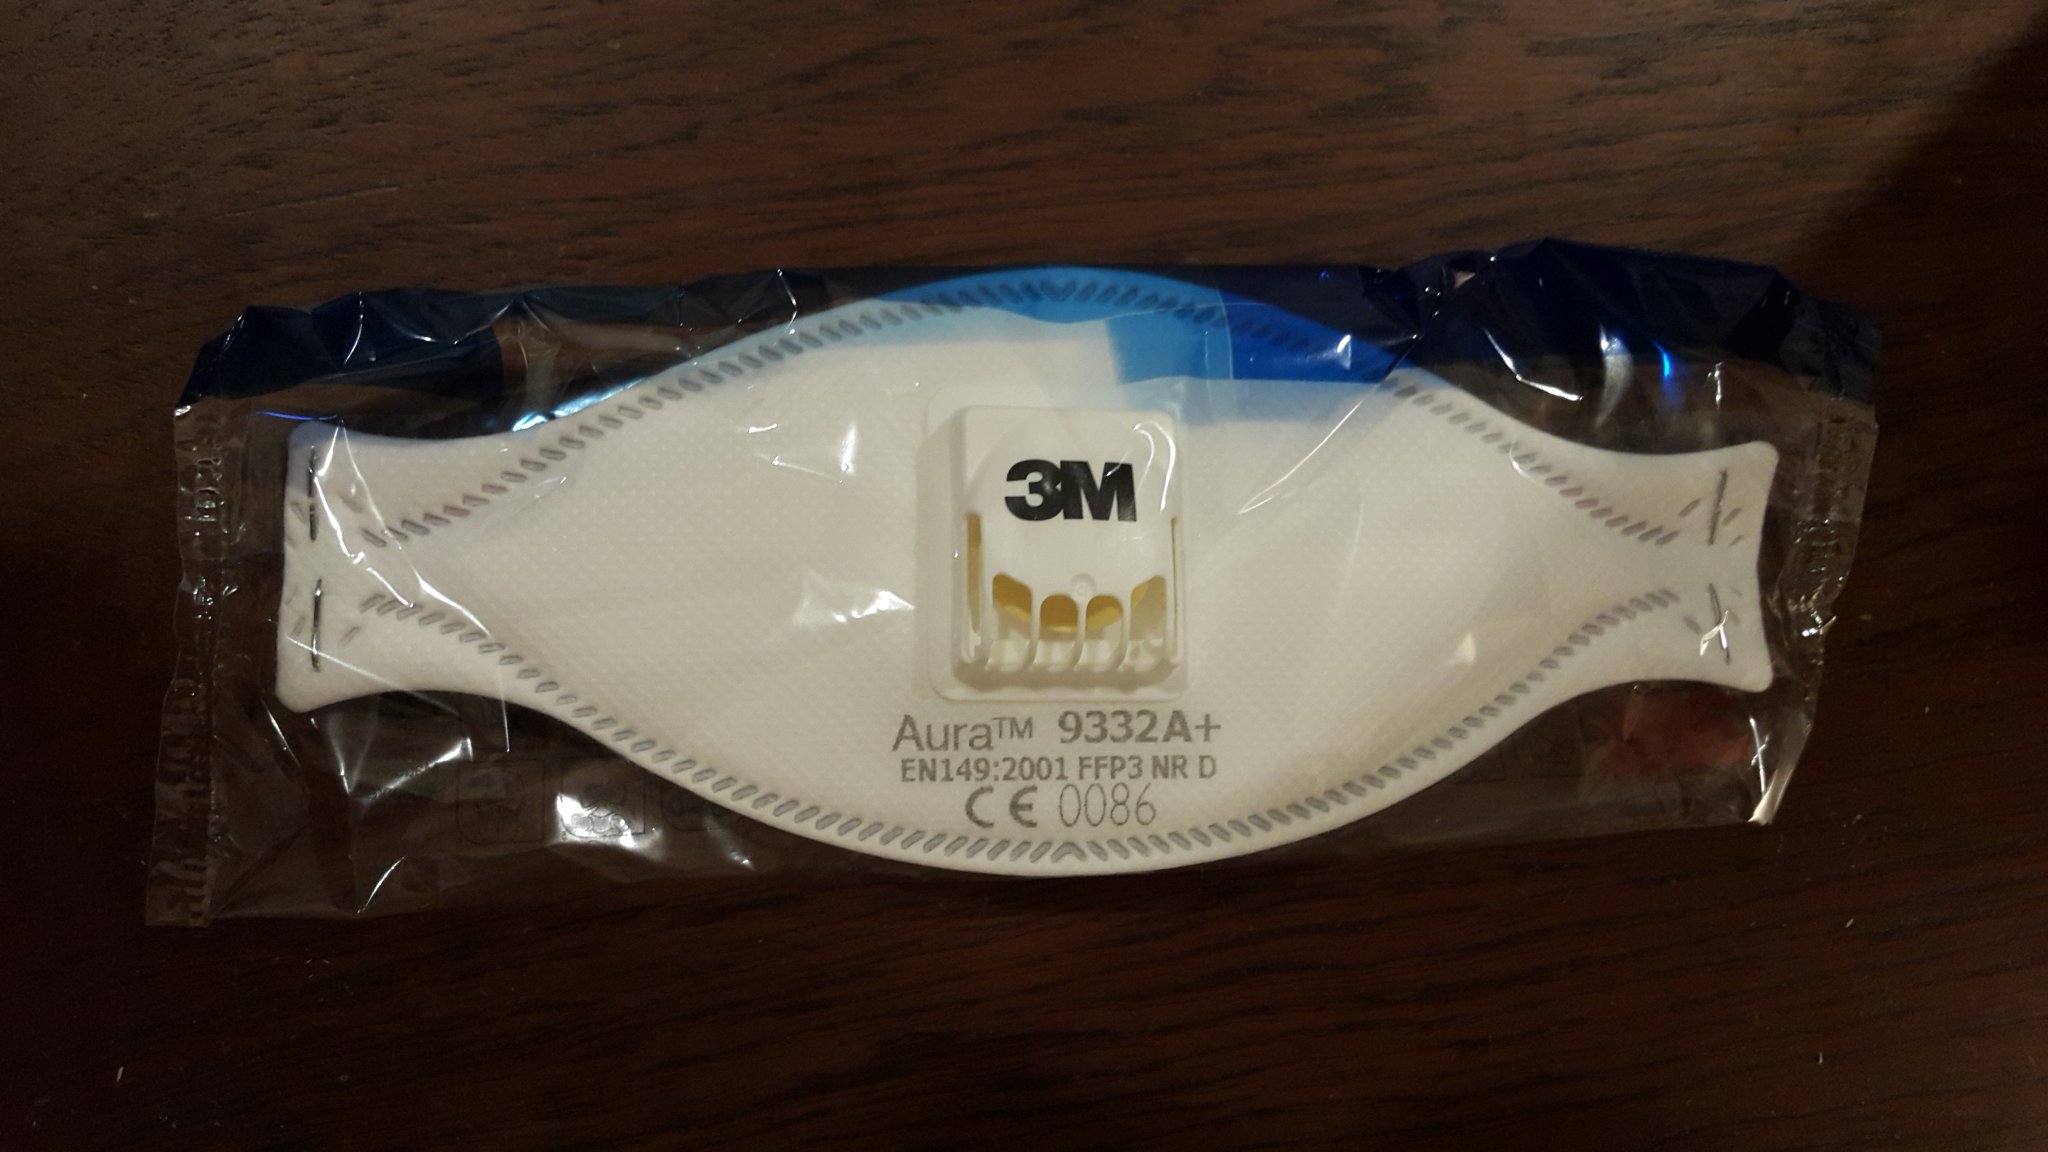 3M
Aura™ 9332A+
EN149:2001 FFP3 NR D
CE 0086